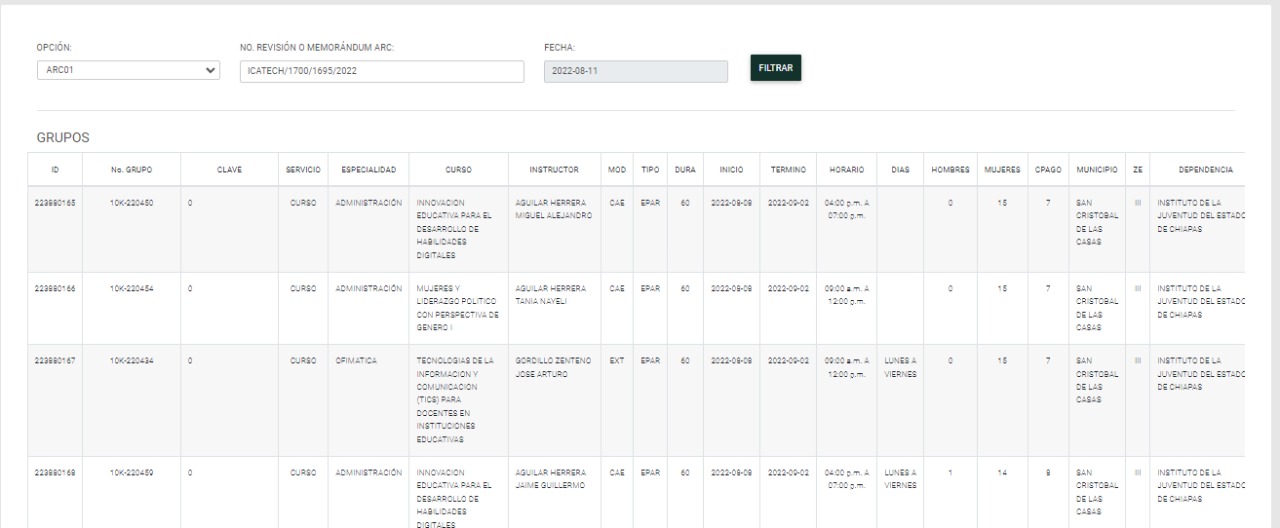 OPCIÓN: NO. REVISIÓN O MEMORÁNDUM ARC: FECHA:
ARC01 ICATECH/1700/1695/2022 2022-08-11 FILTRAR
GRUPOS
ID No. GRUPO CLAVE SERVICIO ESPECIALIDAD CURSO INSTRUCTOR MOD TIPO DURA INICIO TERMINO HORARIO DIAS HOMBRES MUJERES CPAGO MUNICIPIO ZE DEPENDENCIA
223880165 10K-220450 0 CURSO ADMINISTRACIÓN INNOVACION AGUILAR HERRERA CAE EPAR 60 2022-08-08 2022-09-02 04:00 p.m. A 0 15 7 SAN III INSTITUTO DE LA
EDUCATIVA PARA EL MIGUEL ALEJANDRO 07:00 p.m. CRISTOBAL JUVENTUD DEL ESTADO
DESARROLLO DE DE LAS DE CHIAPAS
HABILIDADES CASAS
DIGITALES
223880166 10K-220454 0 CURSO ADMINISTRACIÓN MUJERES Y AGUILAR HERRERA CAE EPAR 60 2022-08-08 2022-09-02 09:00 a.m. A 0 15 7 SAN III INSTITUTO DE LA
LIDERAZGO POLITICO TANIA NAYELI 12:00 p.m. CRISTOBAL JUVENTUD DEL ESTADO
CON PERSPECTIVA DE DE LAS DE CHIAPAS
GENERO I CASAS
223880167 10K-220434 0 CURSO OFIMATICA TECNOLOGIAS DE LA GORDILLO ZENTENO EXT EPAR 60 2022-08-08 2022-09-02 09:00 a.m. A LUNES A 0 15 7 SAN III INSTITUTO DE LA
INFORMACION Y JOSE ARTURO 12:00 p.m. VIERNES CRISTOBAL JUVENTUD DEL ESTADO
COMUNICACION DE LAS DE CHIAPAS
(TICS) PARA CASAS
DOCENTES EN
INSTITUCIONES
EDUCATIVAS
223880168 10K-220459 0 CURSO ADMINISTRACIÓN INNOVACION AGUILAR HERRERA CAE EPAR 60 2022-08-08 2022-09-02 04:00 p.m. A LUNES A 1 14 8 SAN III INSTITUTO DE LA
EDUCATIVA PARA EL JAIME GUILLERMO 07:00 p.m. VIERNES CRISTOBAL JUVENTUD DEL ESTADO
DESARROLLO DE DE LAS DE CHIAPAS
HABILIDADES CASAS
DIGITALES